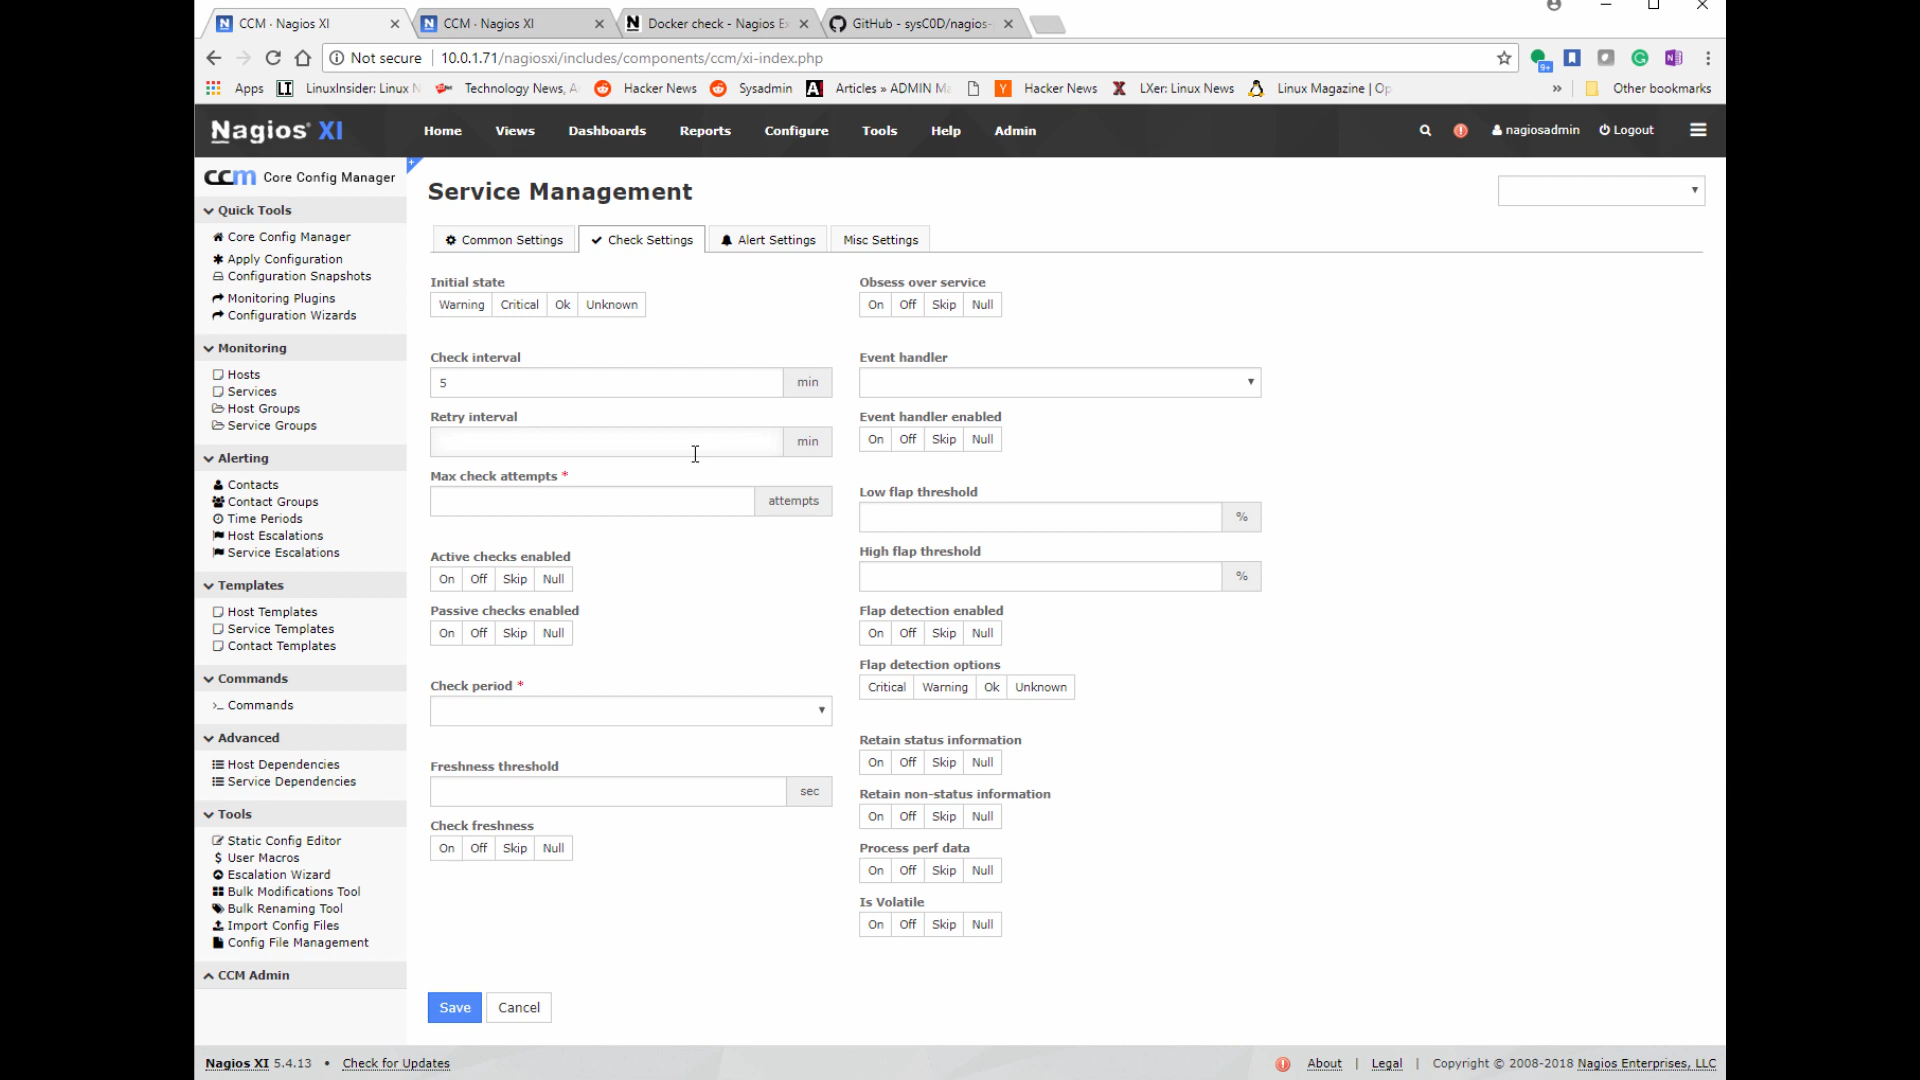 CCM · Nagios XI
CCM · Nagios XI
Docker check - Nagios Ex
GitHub - sysC0D/nagios-
Not secure | 10.0.1.71/nagiosxi/includes/components/ccm/xi-index.php
Apps
LinuxInsider: Linux N
Technology News, A
Hacker News
Sysadmin
Articles » ADMIN Ma
Hacker News
LXer: Linux News
Linux Magazine | Op
»
Other bookmarks
Nagios XI
Home
Views
Dashboards
Reports
Configure
Tools
Help
Admin
nagiosadmin
Logout
ccm Core Config Manager
Quick Tools
Core Config Manager
Apply Configuration
Configuration Snapshots
Monitoring Plugins
Configuration Wizards
Monitoring
Hosts
Services
Host Groups
Service Groups
Alerting
Contacts
Contact Groups
Time Periods
Host Escalations
Service Escalations
Templates
Host Templates
Service Templates
Contact Templates
Commands
>_ Commands
Advanced
Host Dependencies
Service Dependencies
Tools
Static Config Editor
User Macros
Escalation Wizard
Bulk Modifications Tool
Bulk Renaming Tool
Import Config Files
Config File Management
CCM Admin
Service Management
Common Settings
Check Settings
Alert Settings
Misc Settings
Initial state
Warning Critical Ok Unknown
Check interval
5 min
Retry interval
min
Max check attempts *
attempts
Active checks enabled
On Off Skip Null
Passive checks enabled
On Off Skip Null
Check period *
Freshness threshold
sec
Check freshness
On Off Skip Null
Obsess over service
On Off Skip Null
Event handler
Event handler enabled
On Off Skip Null
Low flap threshold
%
High flap threshold
%
Flap detection enabled
On Off Skip Null
Flap detection options
Critical Warning Ok Unknown
Retain status information
On Off Skip Null
Retain non-status information
On Off Skip Null
Process perf data
On Off Skip Null
Is Volatile
On Off Skip Null
Save Cancel
Nagios XI 5.4.13 • Check for Updates
About | Legal | Copyright © 2008-2018 Nagios Enterprises, LLC